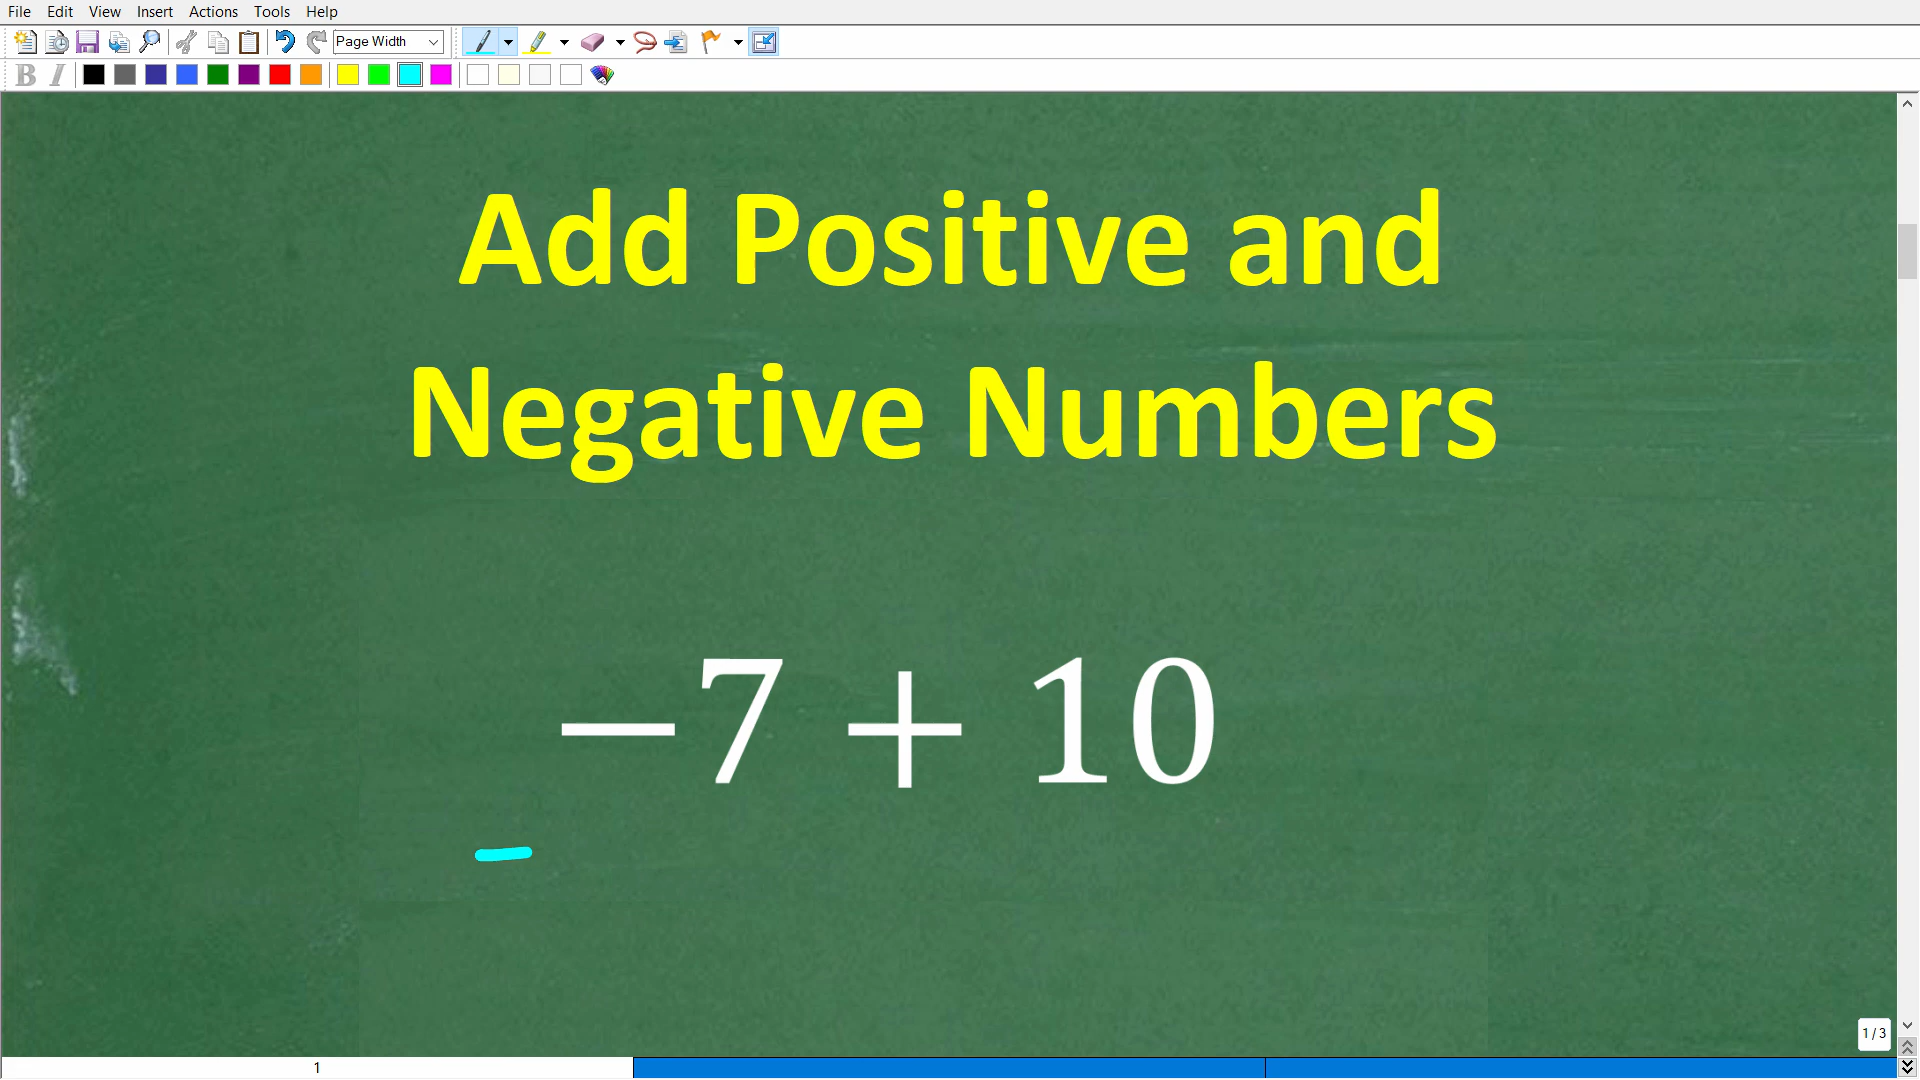 File Edit View Insert Actions Tools Help
Page Width
B I
Add Positive and
Negative Numbers
−7 + 10
1 / 3
1